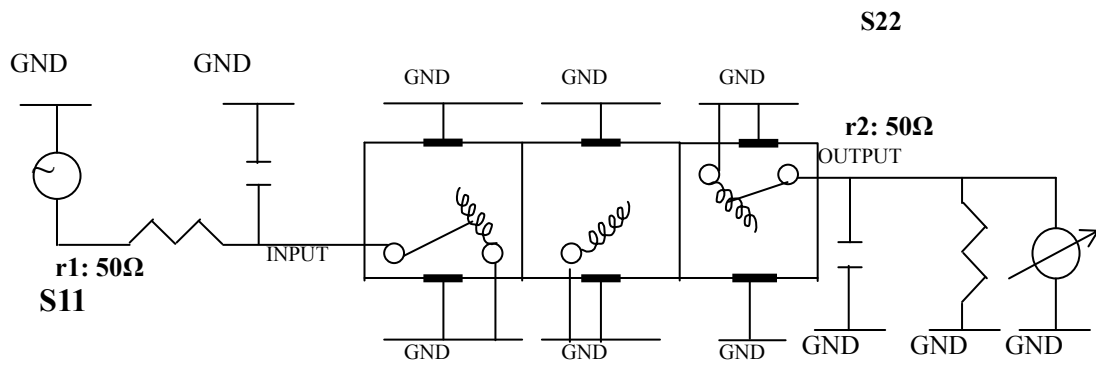 S22
GND
GND
GND
GND
GND
r2: 50Ω
OUTPUT
INPUT
r1: 50Ω
S11
GND
GND
GND
GND
GND
GND